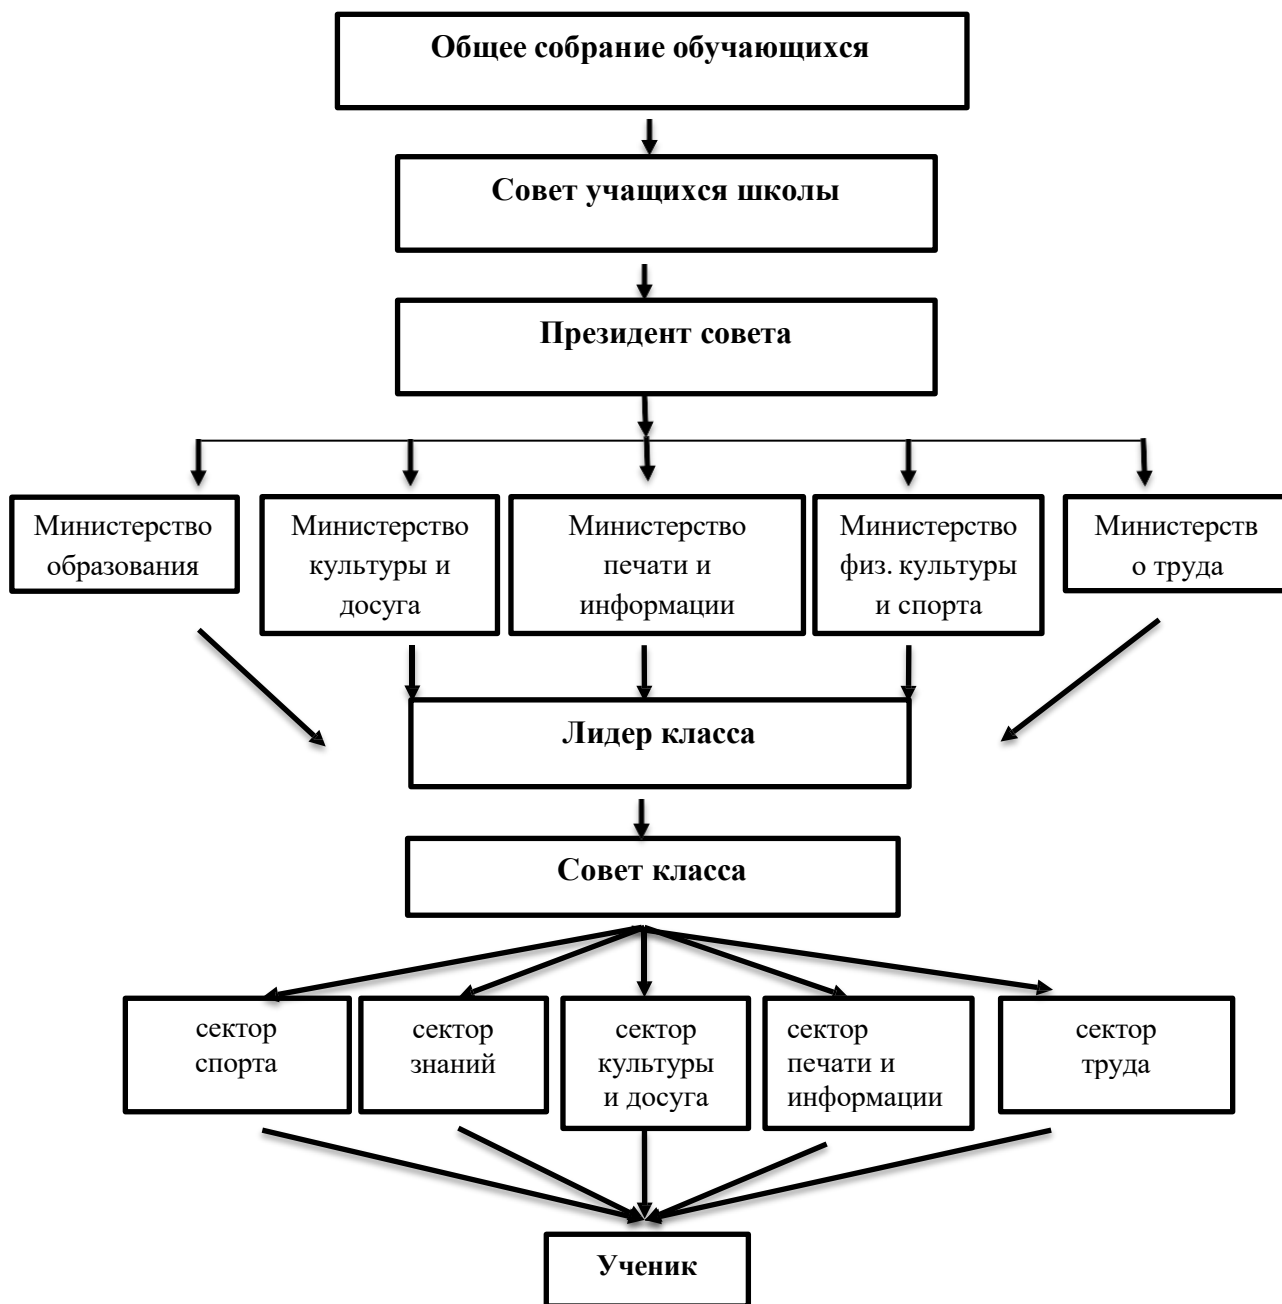 Общее собрание обучающихся
Совет учащихся школы
Президент совета
Министерство
образования
Министерство
культуры и
досуга
Министерство
печати и
информации
Министерство
физ. культуры
и спорта
Министерств
о труда
Лидер класса
Совет класса
сектор
спорта
сектор
знаний
сектор
культуры
и досуга
сектор
печати и
информации
сектор
труда
Ученик